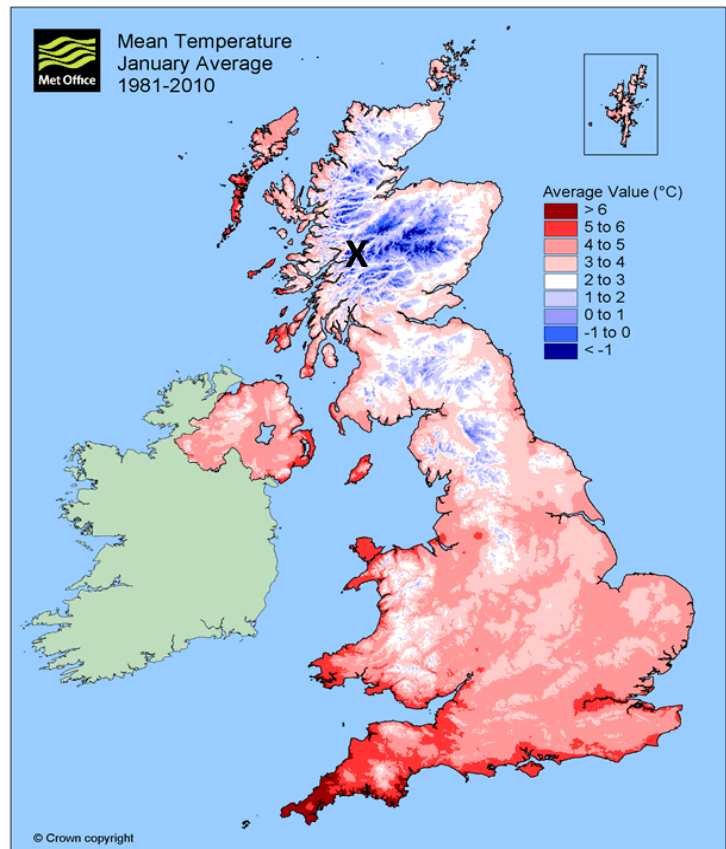 Met Office
Mean Temperature
January Average
1981-2010
Average Value (°C)
> 6
5 to 6
4 to 5
3 to 4
2 to 3
1 to 2
0 to 1
-1 to 0
< -1
X
© Crown copyright